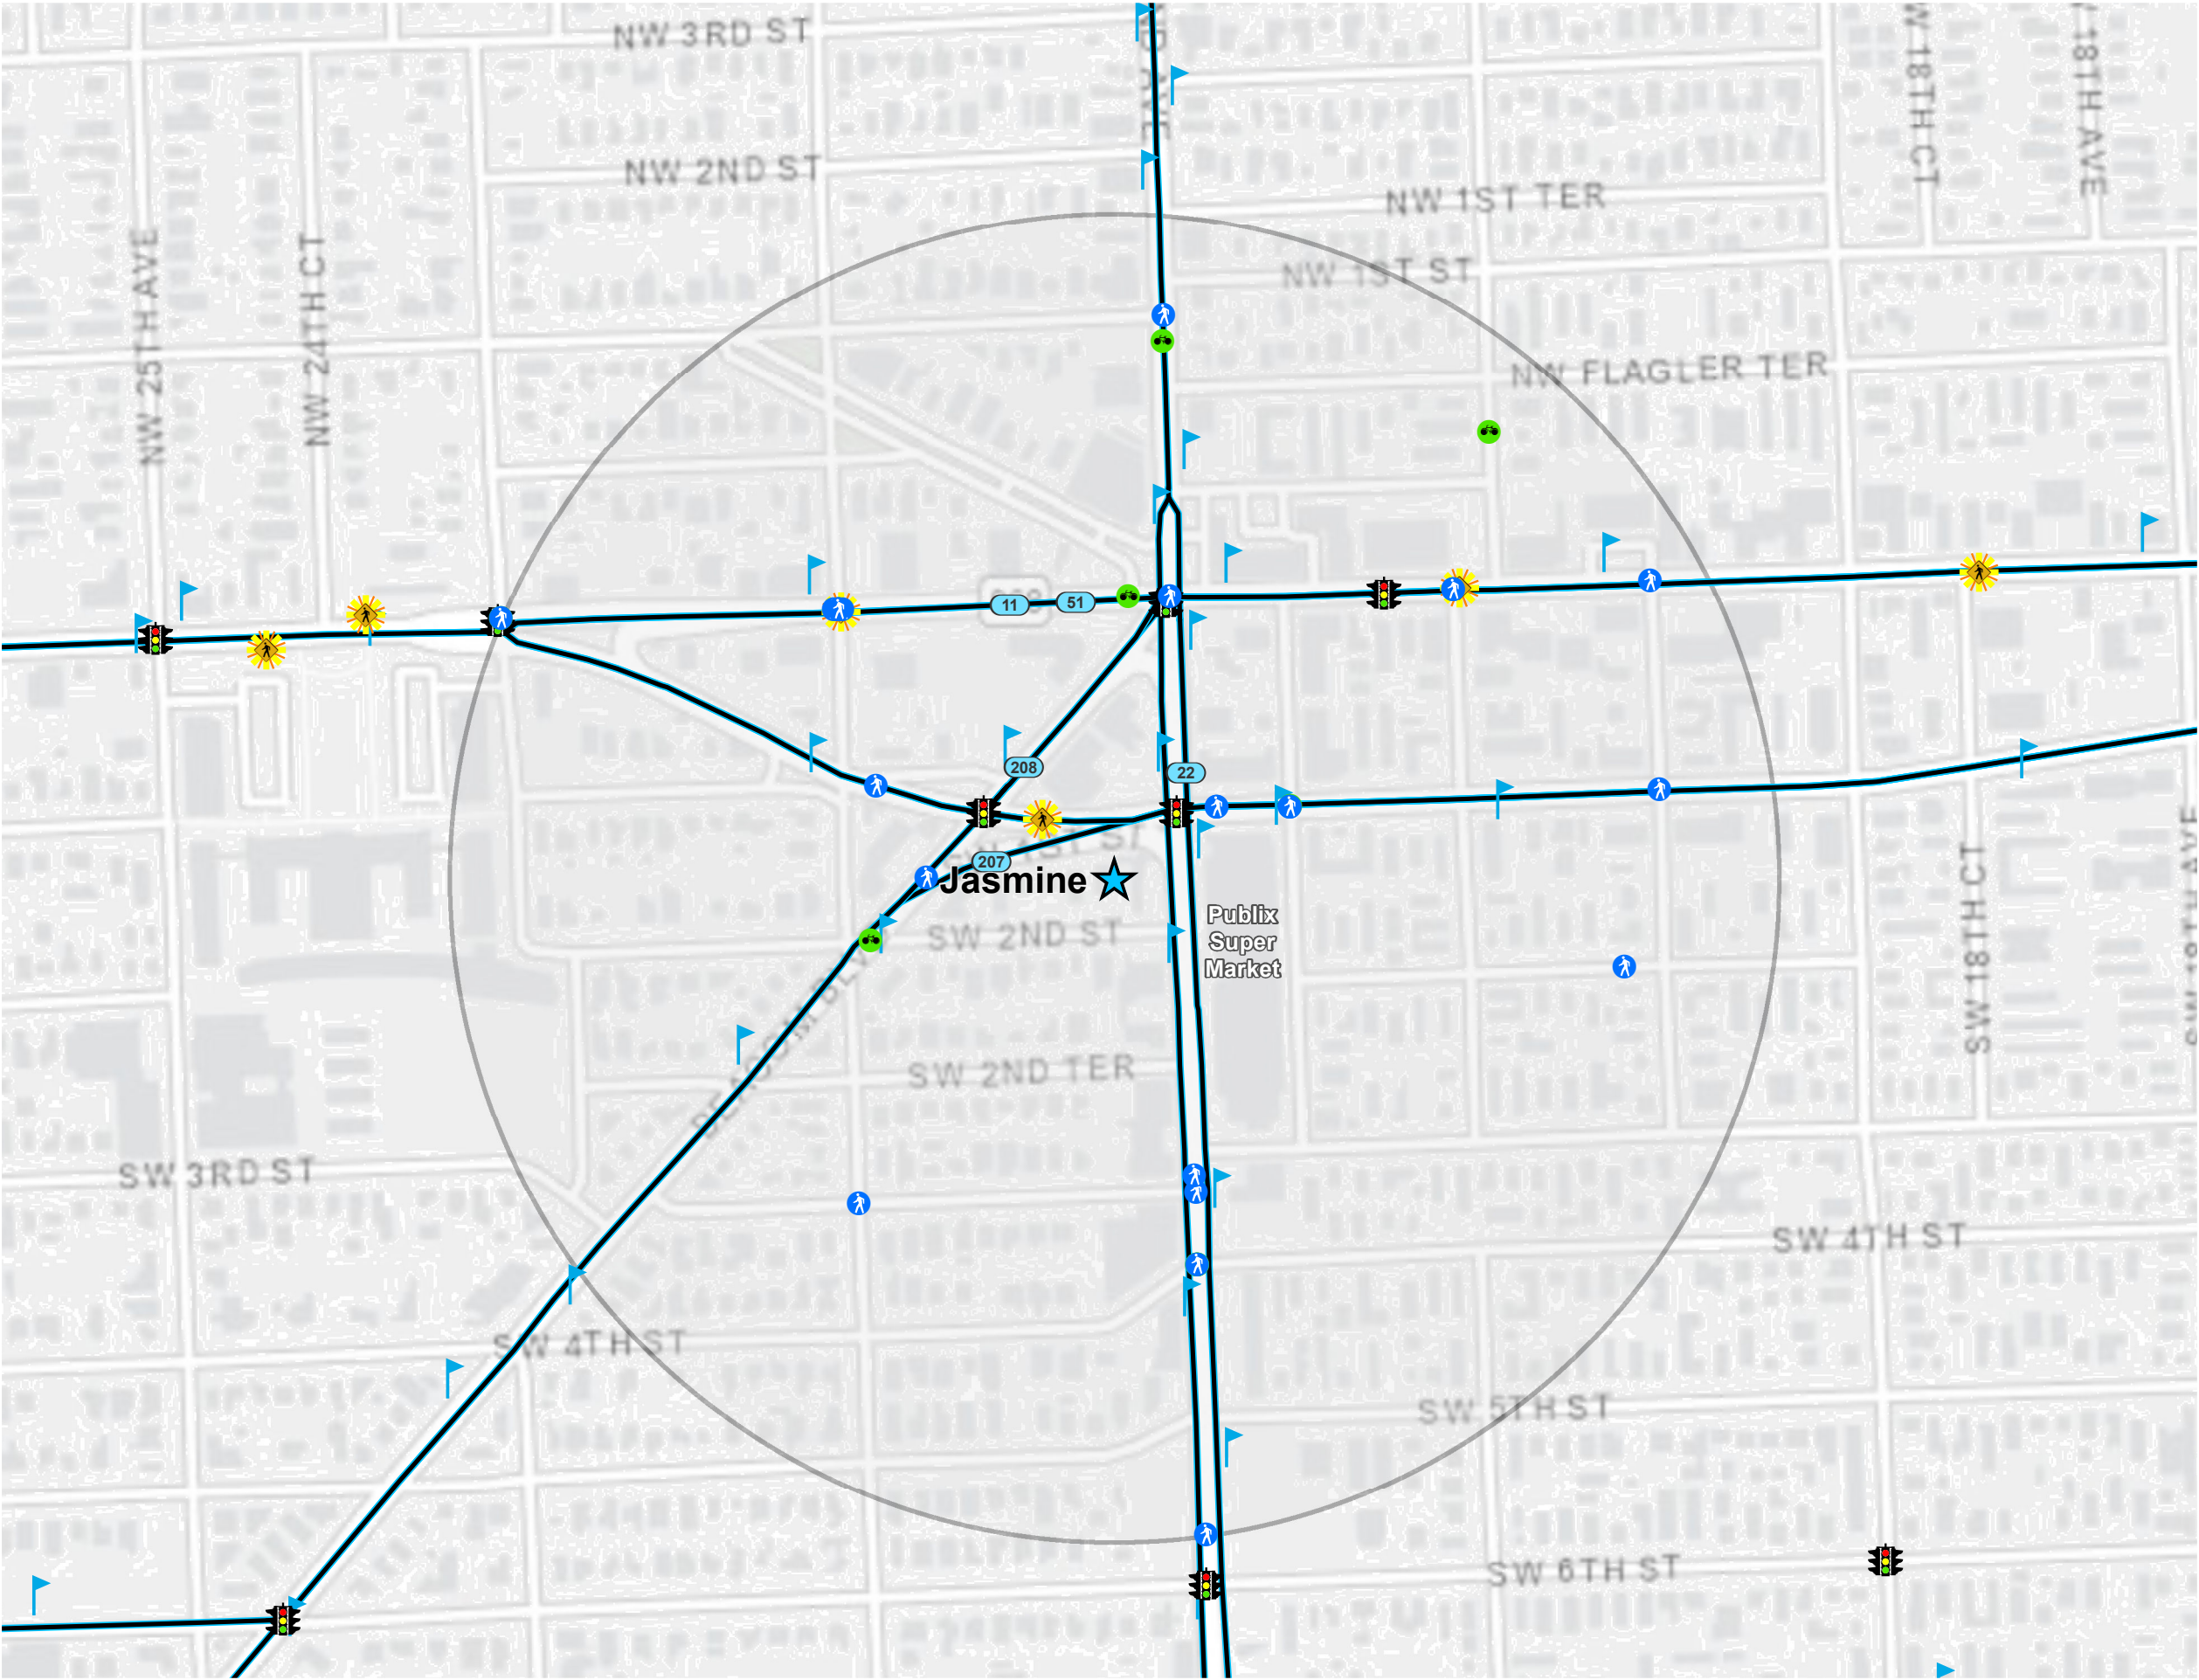 NW 3RD ST
NW 18TH CT
NW 2ND ST
NW 1ST TER
NW 25TH AVE
NW 24TH CT
NW 1ST ST
NW FLAGLER TER
11
51
208
22
207
Jasmine
SW 2ND ST
Publix
Super
Market
SW 18TH CT
SW 2ND TER
SW 3RD ST
SW 4TH ST
SW 4TH ST
SW 5TH ST
SW 6TH ST